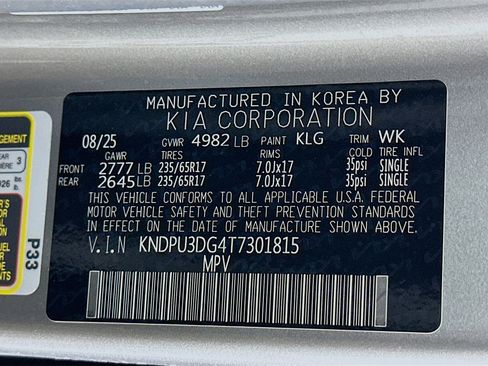 MANUFACTURED IN KOREA BY
KIA CORPORATION
08/25 GVWR 4982 LB PAINT KLG TRIM WK
GAWR TIRES RIMS COLD TIRE INFL
FRONT 2777 LB 235/65R17 7.0Jx17 35psi SINGLE
REAR 2645 LB 235/65R17 7.0Jx17 35psi SINGLE
THIS VEHICLE CONFORMS TO ALL APPLICABLE U.S.A. FEDERAL
MOTOR VEHICLE SAFETY AND THEFT PREVENTION STANDARDS
IN EFFECT ON THE DATE OF MANUFACTURE SHOWN ABOVE.
V.I.N KNDPU3DG4T7301815
MPV
3
P33